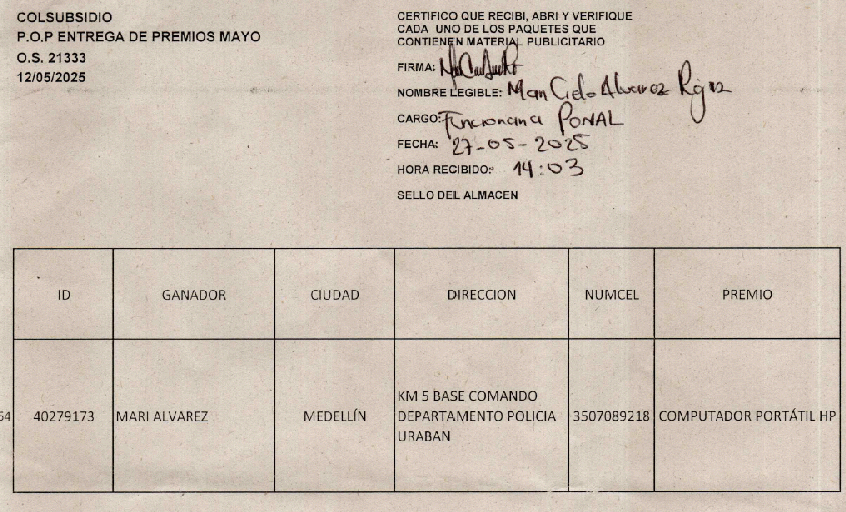 COLSUBSIDIO
P.O.P ENTREGA DE PREMIOS MAYO
O.S. 21333
12/05/2025
CERTIFICO QUE RECIBI, ABRI Y VERIFIQUE
CADA UNO DE LOS PAQUETES QUE
CONTIENEN MATERIAL PUBLICITARIO
FIRMA:
NOMBRE LEGIBLE: Alvarez
CARGO: Funcionaria PONAL
FECHA: 27-05-2025
HORA RECIBIDO: 14:03
SELLO DEL ALMACEN
ID GANADOR CIUDAD DIRECCION NUMCEL PREMIO
KM 5 BASE COMANDO
40279173 MARI ALVAREZ MEDELLÍN DEPARTAMENTO POLICIA 3507089218 COMPUTADOR PORTÁTIL HP
URABAN